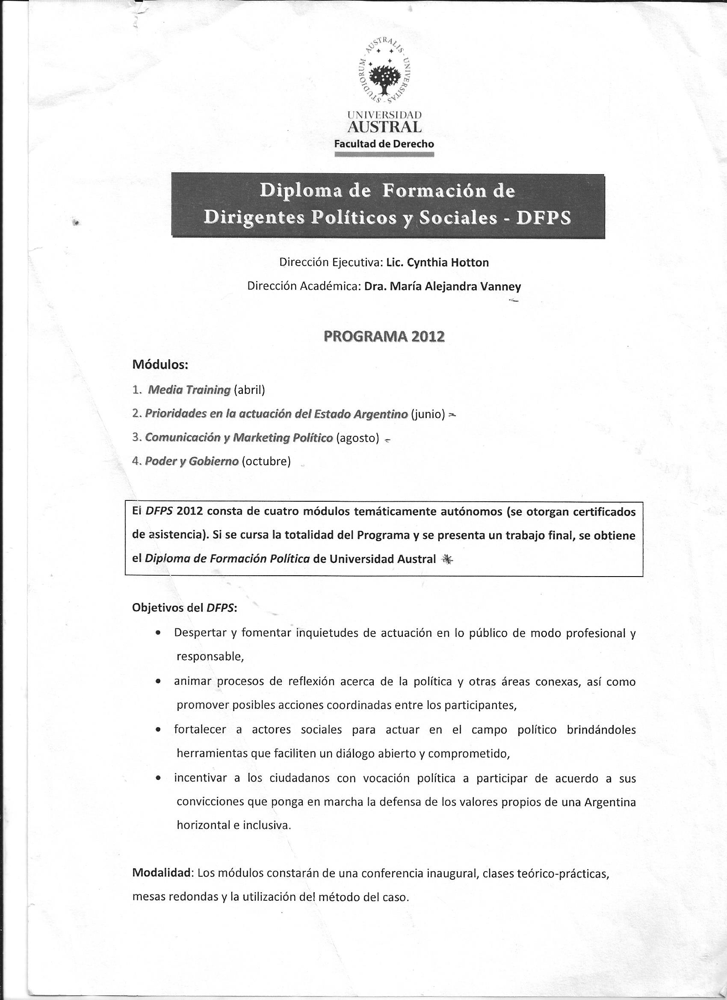 STUDIORUM - AUSTRALIS - UNIVERSITAS -
UNIVERSIDAD
AUSTRAL
Facultad de Derecho
Diploma de Formación de
Dirigentes Políticos y Sociales - DFPS
Dirección Ejecutiva: Lic. Cynthia Hotton
Dirección Académica: Dra. María Alejandra Vanney
PROGRAMA 2012
Módulos:
1. Media Training (abril)
2. Prioridades en la actuación del Estado Argentino (junio)
3. Comunicación y Marketing Político (agosto)
4. Poder y Gobierno (octubre)
El DFPS 2012 consta de cuatro módulos temáticamente autónomos (se otorgan certificados
de asistencia). Si se cursa la totalidad del Programa y se presenta un trabajo final, se obtiene
el Diploma de Formación Política de Universidad Austral *
Objetivos del DFPS:
• Despertar y fomentar inquietudes de actuación en lo público de modo profesional y
responsable,
• animar procesos de reflexión acerca de la política y otras áreas conexas, así como
promover posibles acciones coordinadas entre los participantes,
• fortalecer a actores sociales para actuar en el campo político brindándoles
herramientas que faciliten un diálogo abierto y comprometido,
• incentivar a los ciudadanos con vocación política a participar de acuerdo a sus
convicciones que ponga en marcha la defensa de los valores propios de una Argentina
horizontal e inclusiva.
Modalidad: Los módulos constarán de una conferencia inaugural, clases teórico-prácticas,
mesas redondas y la utilización del método del caso.